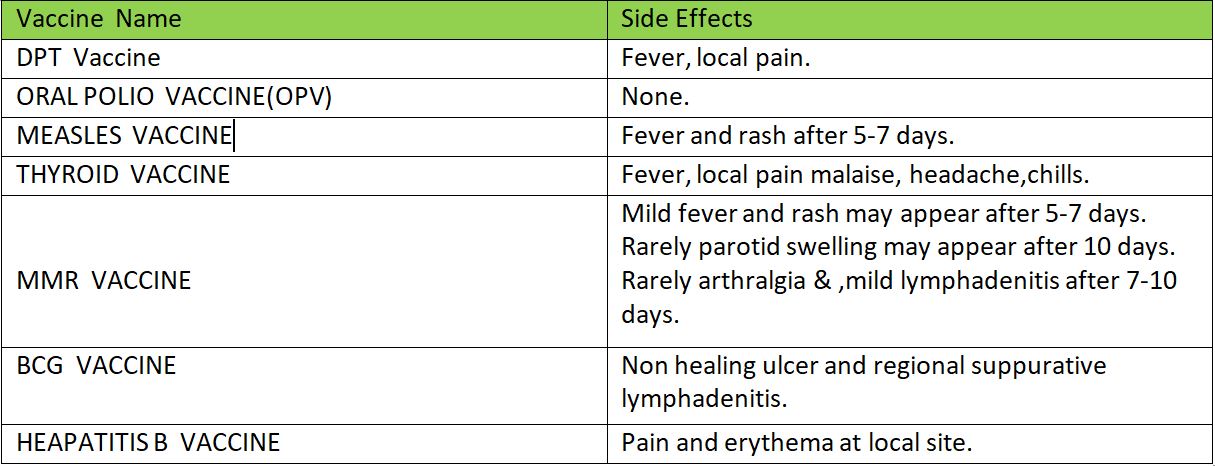 Vaccine Name Side Effects
DPT Vaccine Fever, local pain.
ORAL POLIO VACCINE(OPV) None.
MEASLES VACCINE Fever and rash after 5-7 days.
THYROID VACCINE Fever, local pain malaise, headache,chills.
MMR VACCINE
Mild fever and rash may appear after 5-7 days.
Rarely parotid swelling may appear after 10 days.
Rarely arthralgia & ,mild lymphadenitis after 7-10
days.
BCG VACCINE Non healing ulcer and regional suppurative
lymphadenitis.
HEAPATITIS B VACCINE Pain and erythema at local site.